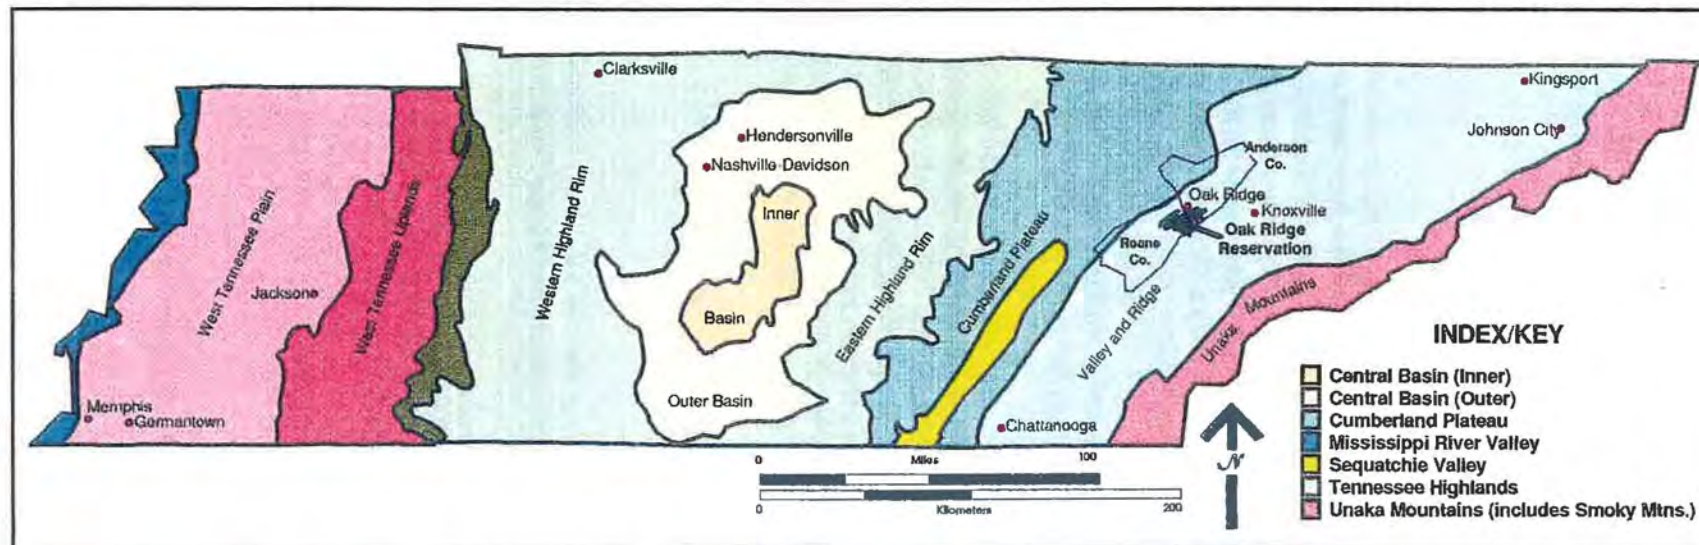 Clarksville
Kingsport
Johnson City
Hendersonville
Nashville-Davidson
Anderson
Co.
Oak Ridge
Knoxville
Oak Ridge
Reservation
Roane
Co.
Inner
Basin
Outer Basin
West Tennessee Plain
West Tennessee Uplands
Western Highland Rim
Eastern Highland Rim
Cumberland Plateau
Valley and Ridge
Unaka Mountains
Jackson
Memphis
Germantown
Chattanooga
0 Miles 100
0 Kilometers 200
N
INDEX/KEY
Central Basin (Inner)
Central Basin (Outer)
Cumberland Plateau
Mississippi River Valley
Sequatchie Valley
Tennessee Highlands
Unaka Mountains (includes Smoky Mtns.)